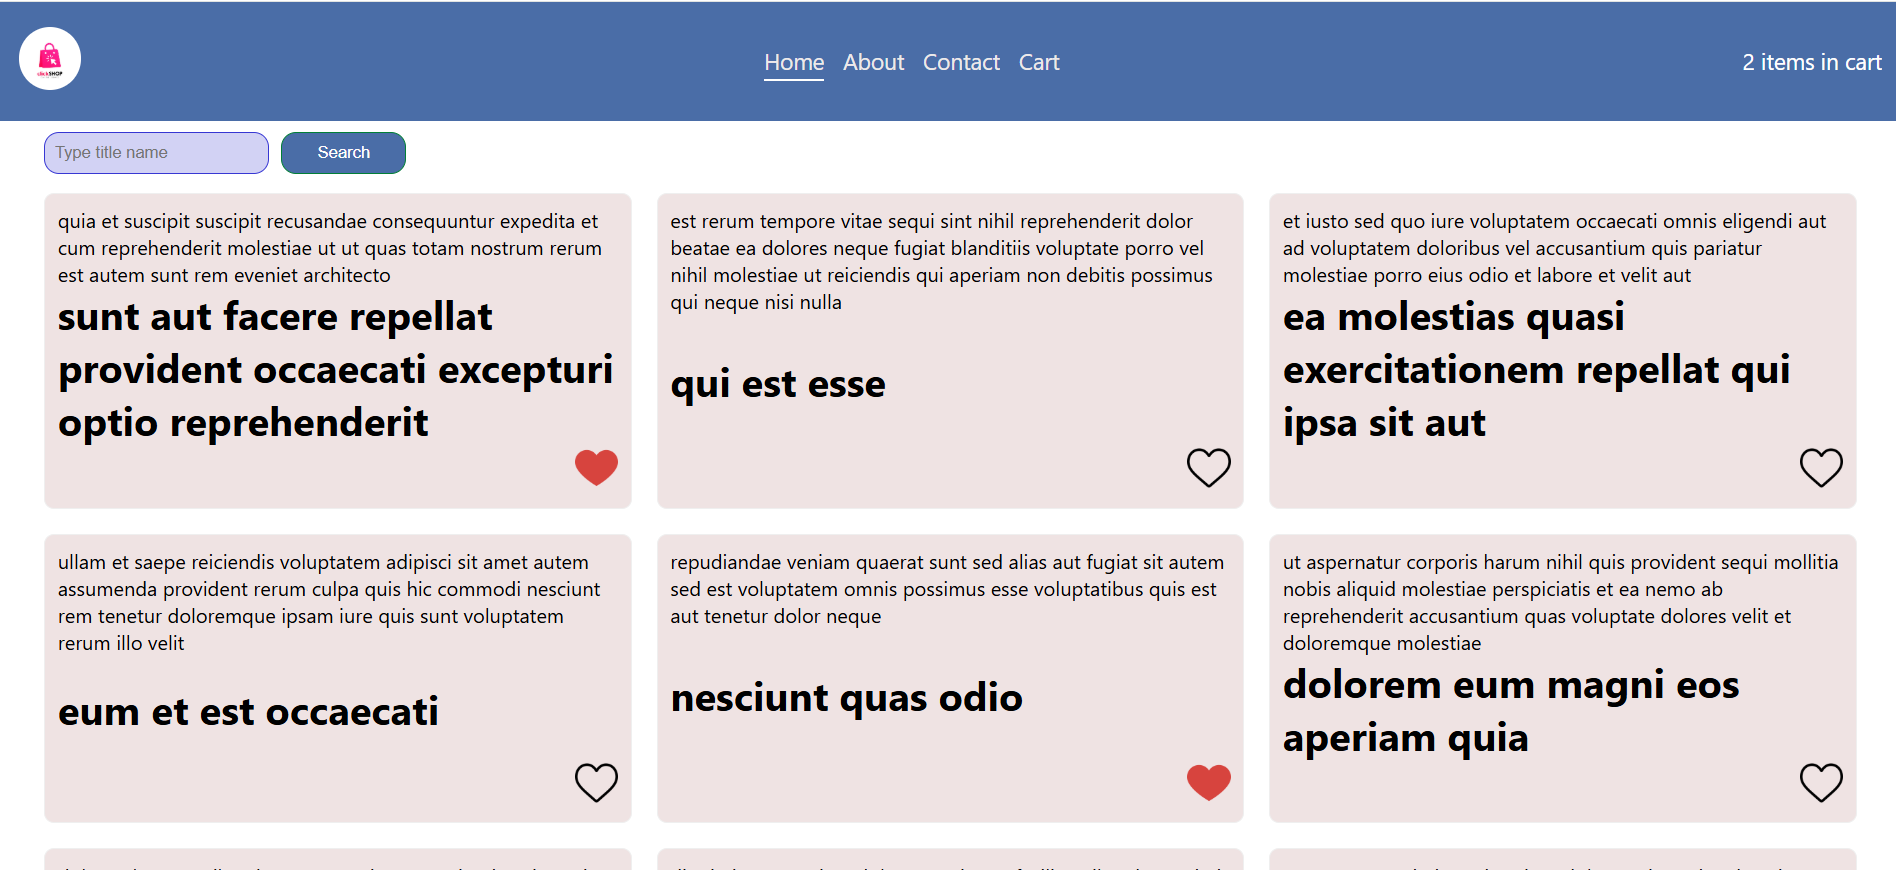 clickSHOP
Home About Contact Cart
2 items in cart
Type title name
Search
quia et suscipit suscipit recusandae consequuntur expedita et
cum reprehenderit molestiae ut ut quas totam nostrum rerum
est autem sunt rem eveniet architecto
sunt aut facere repellat
provident occaecati excepturi
optio reprehenderit
est rerum tempore vitae sequi sint nihil reprehenderit dolor
beatae ea dolores neque fugiat blanditiis voluptate porro vel
nihil molestiae ut reiciendis qui aperiam non debitis possimus
qui neque nisi nulla
qui est esse
et iusto sed quo iure voluptatem occaecati omnis eligendi aut
ad voluptatem doloribus vel accusantium quis pariatur
molestiae porro eius odio et labore et velit aut
ea molestias quasi
exercitationem repellat qui
ipsa sit aut
ullam et saepe reiciendis voluptatem adipisci sit amet autem
assumenda provident rerum culpa quis hic commodi nesciunt
rem tenetur doloremque ipsam iure quis sunt voluptatem
rerum illo velit
eum et est occaecati
repudiandae veniam quaerat sunt sed alias aut fugiat sit autem
sed est voluptatem omnis possimus esse voluptatibus quis est
aut tenetur dolor neque
nesciunt quas odio
ut aspernatur corporis harum nihil quis provident sequi mollitia
nobis aliquid molestiae perspiciatis et ea nemo ab
reprehenderit accusantium quas voluptate dolores velit et
doloremque molestiae
dolorem eum magni eos
aperiam quia